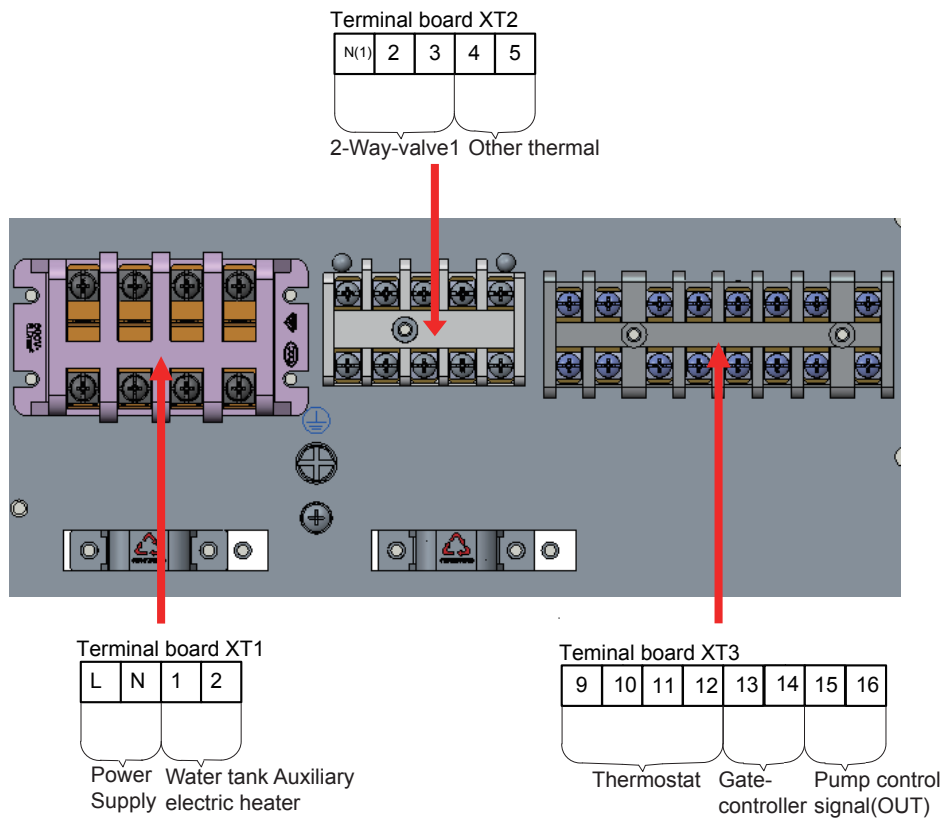 Terminal board XT2
N(1) 2 3 4 5
2-Way-valve1 Other thermal
Terminal board XT1
L N 1 2
Power Supply
Water tank Auxiliary electric heater
Teminal board XT3
9 10 11 12 13 14 15 16
Thermostat
Gate-
controller
Pump control
signal(OUT)